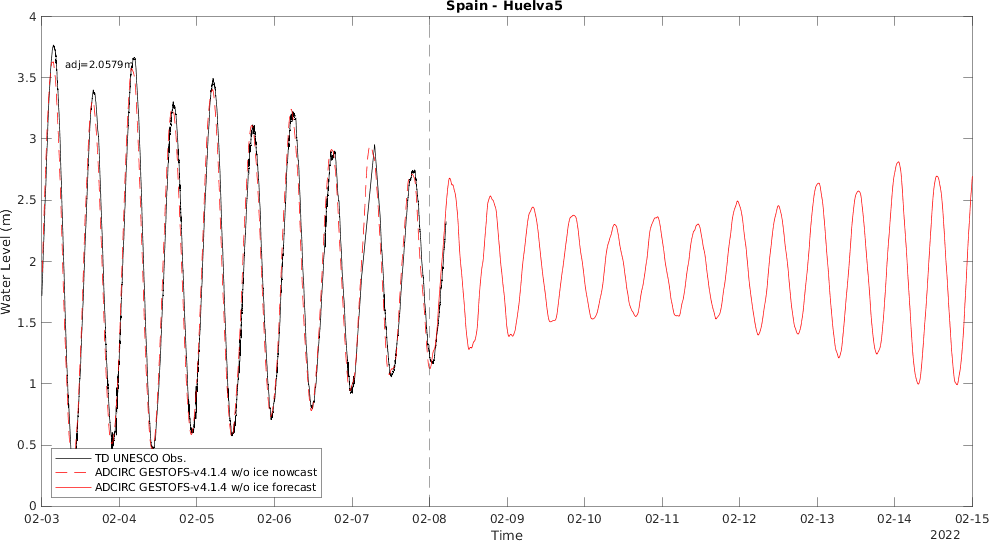 Spain - Huelva5
4
3.5
3
2.5
2
1.5
1
0.5
0
Water Level (m)
adj=2.0579m
TD UNESCO Obs.
ADCIRC GESTOFS-v4.1.4 w/o ice nowcast
ADCIRC GESTOFS-v4.1.4 w/o ice forecast
02-03 02-04 02-05 02-06 02-07 02-08 02-09 02-10 02-11 02-12 02-13 02-14 02-15
Time
2022